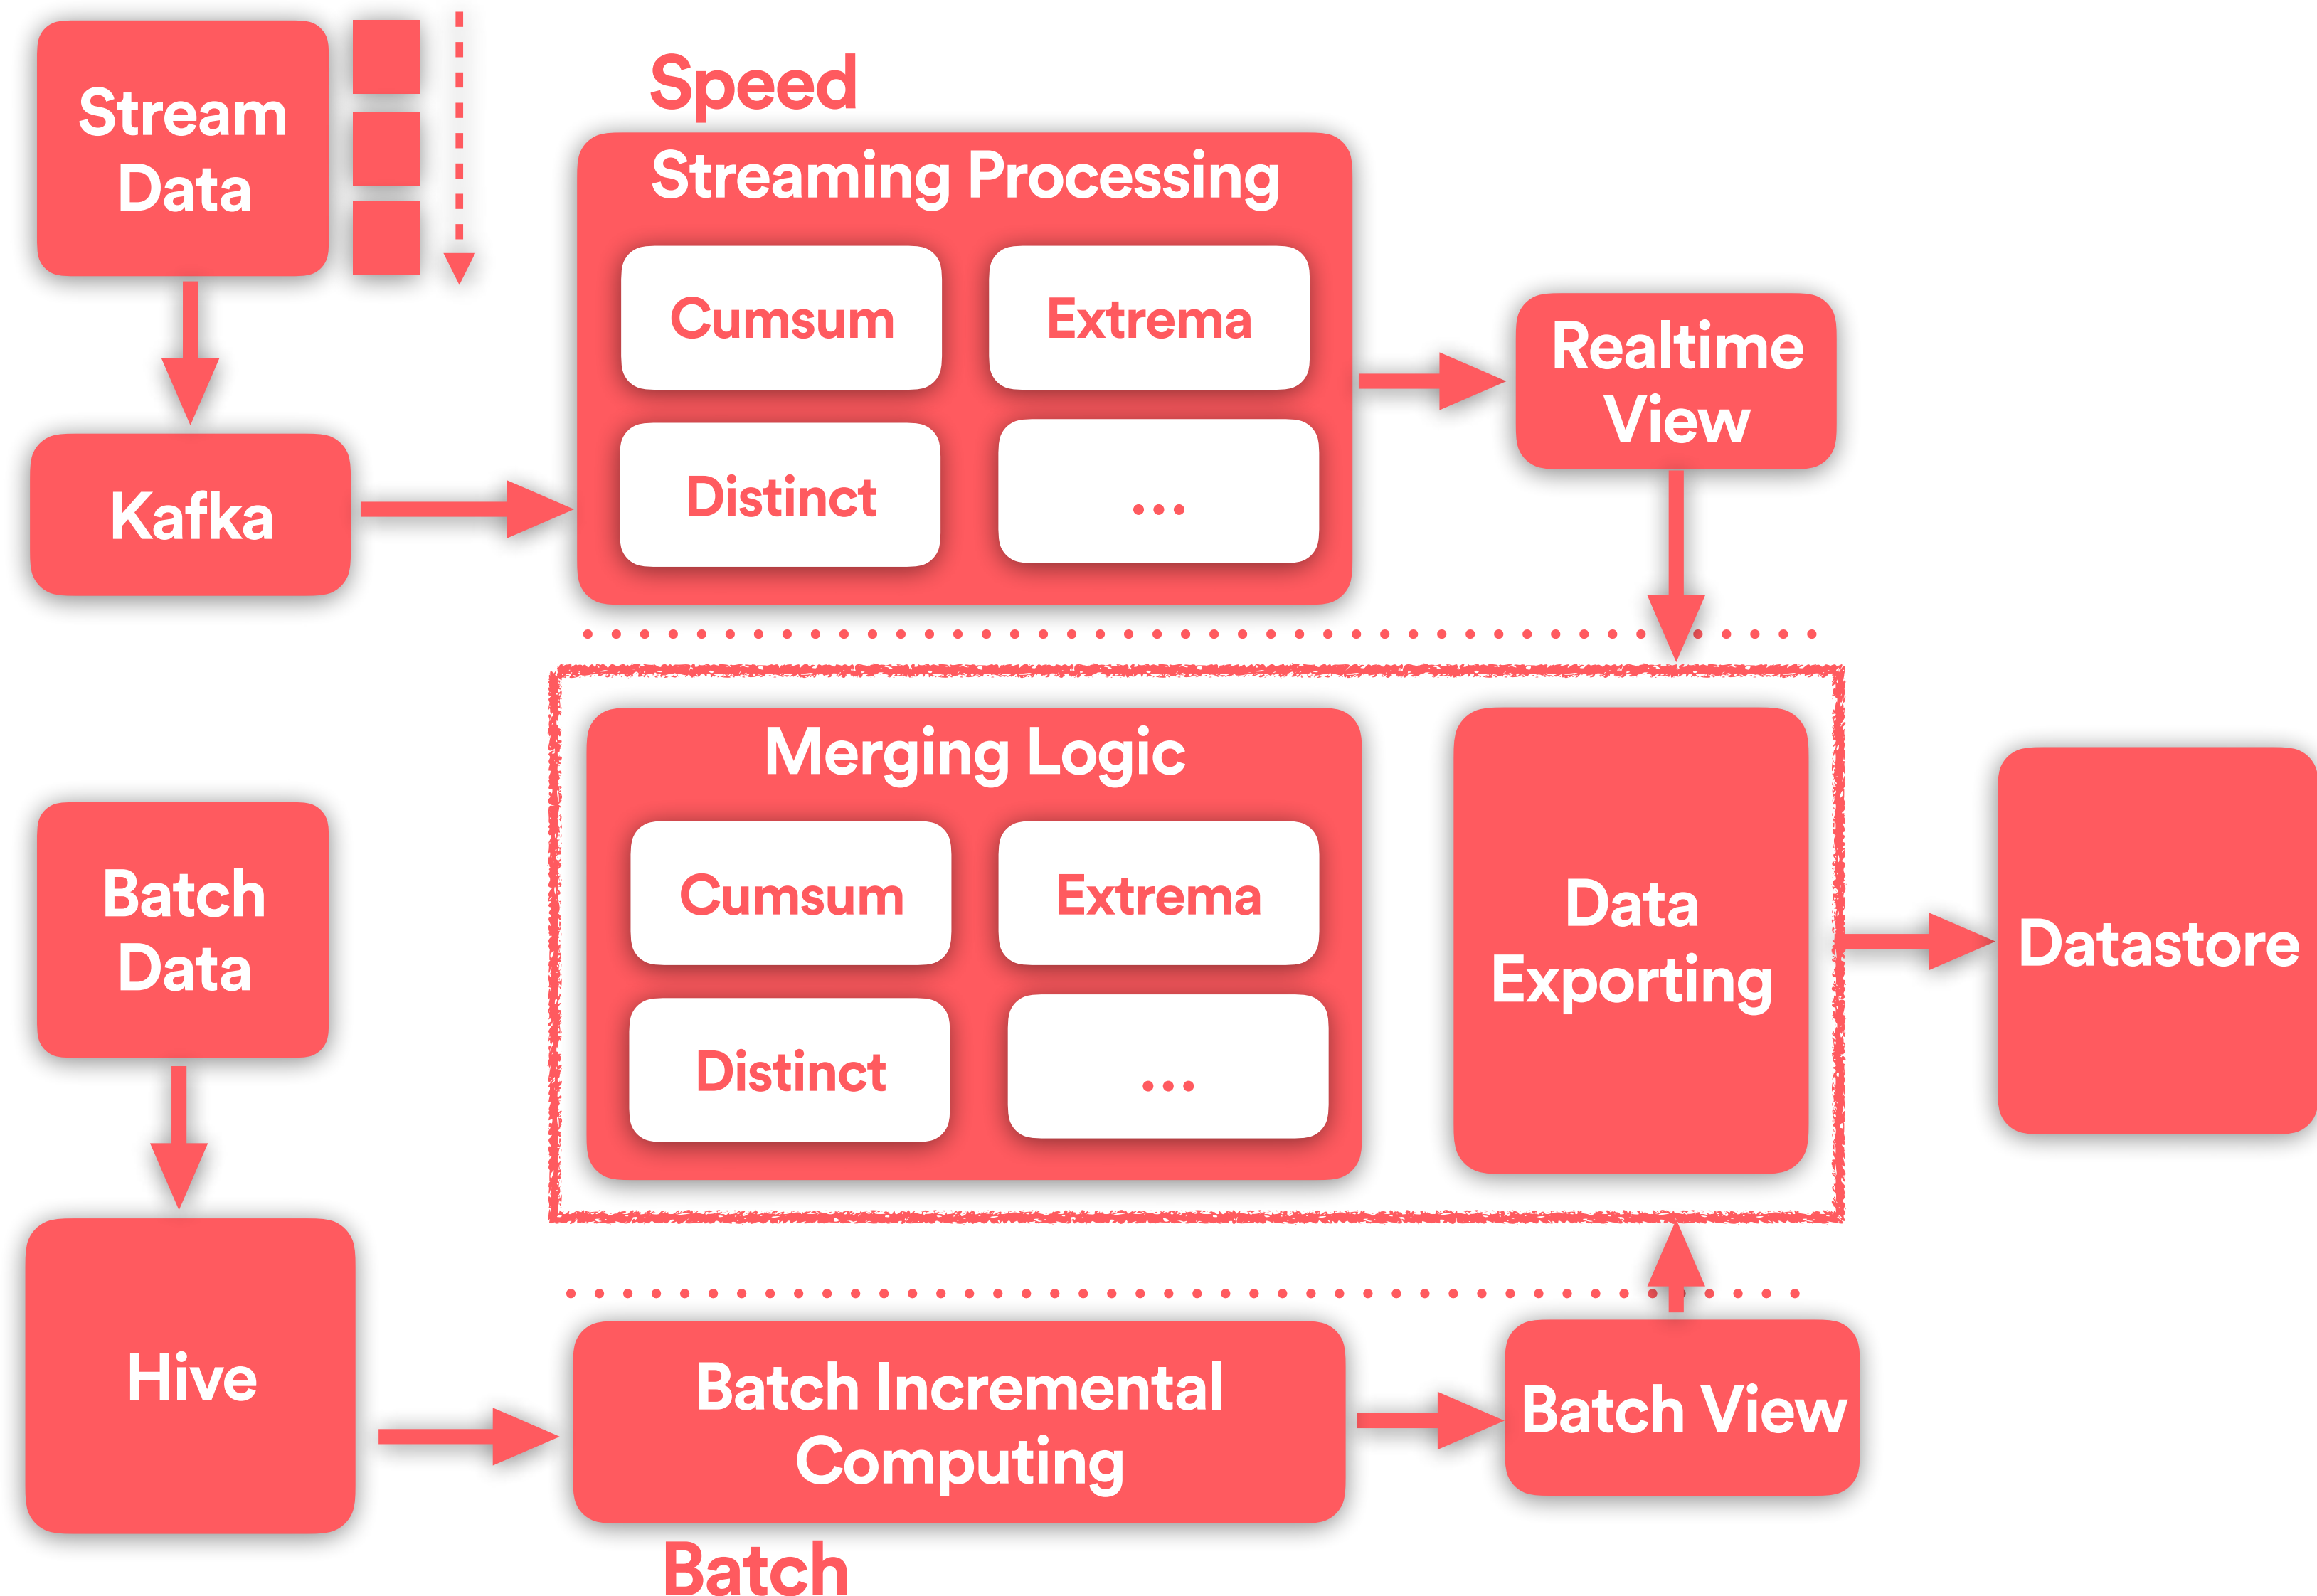 Stream
Data
Speed
Streaming Processing
Cumsum
Extrema
Distinct
...
Kafka
Realtime
View
Merging Logic
Cumsum
Extrema
Distinct
...
Data
Exporting
Datastore
Batch
Data
Hive
Batch Incremental
Computing
Batch View
Batch